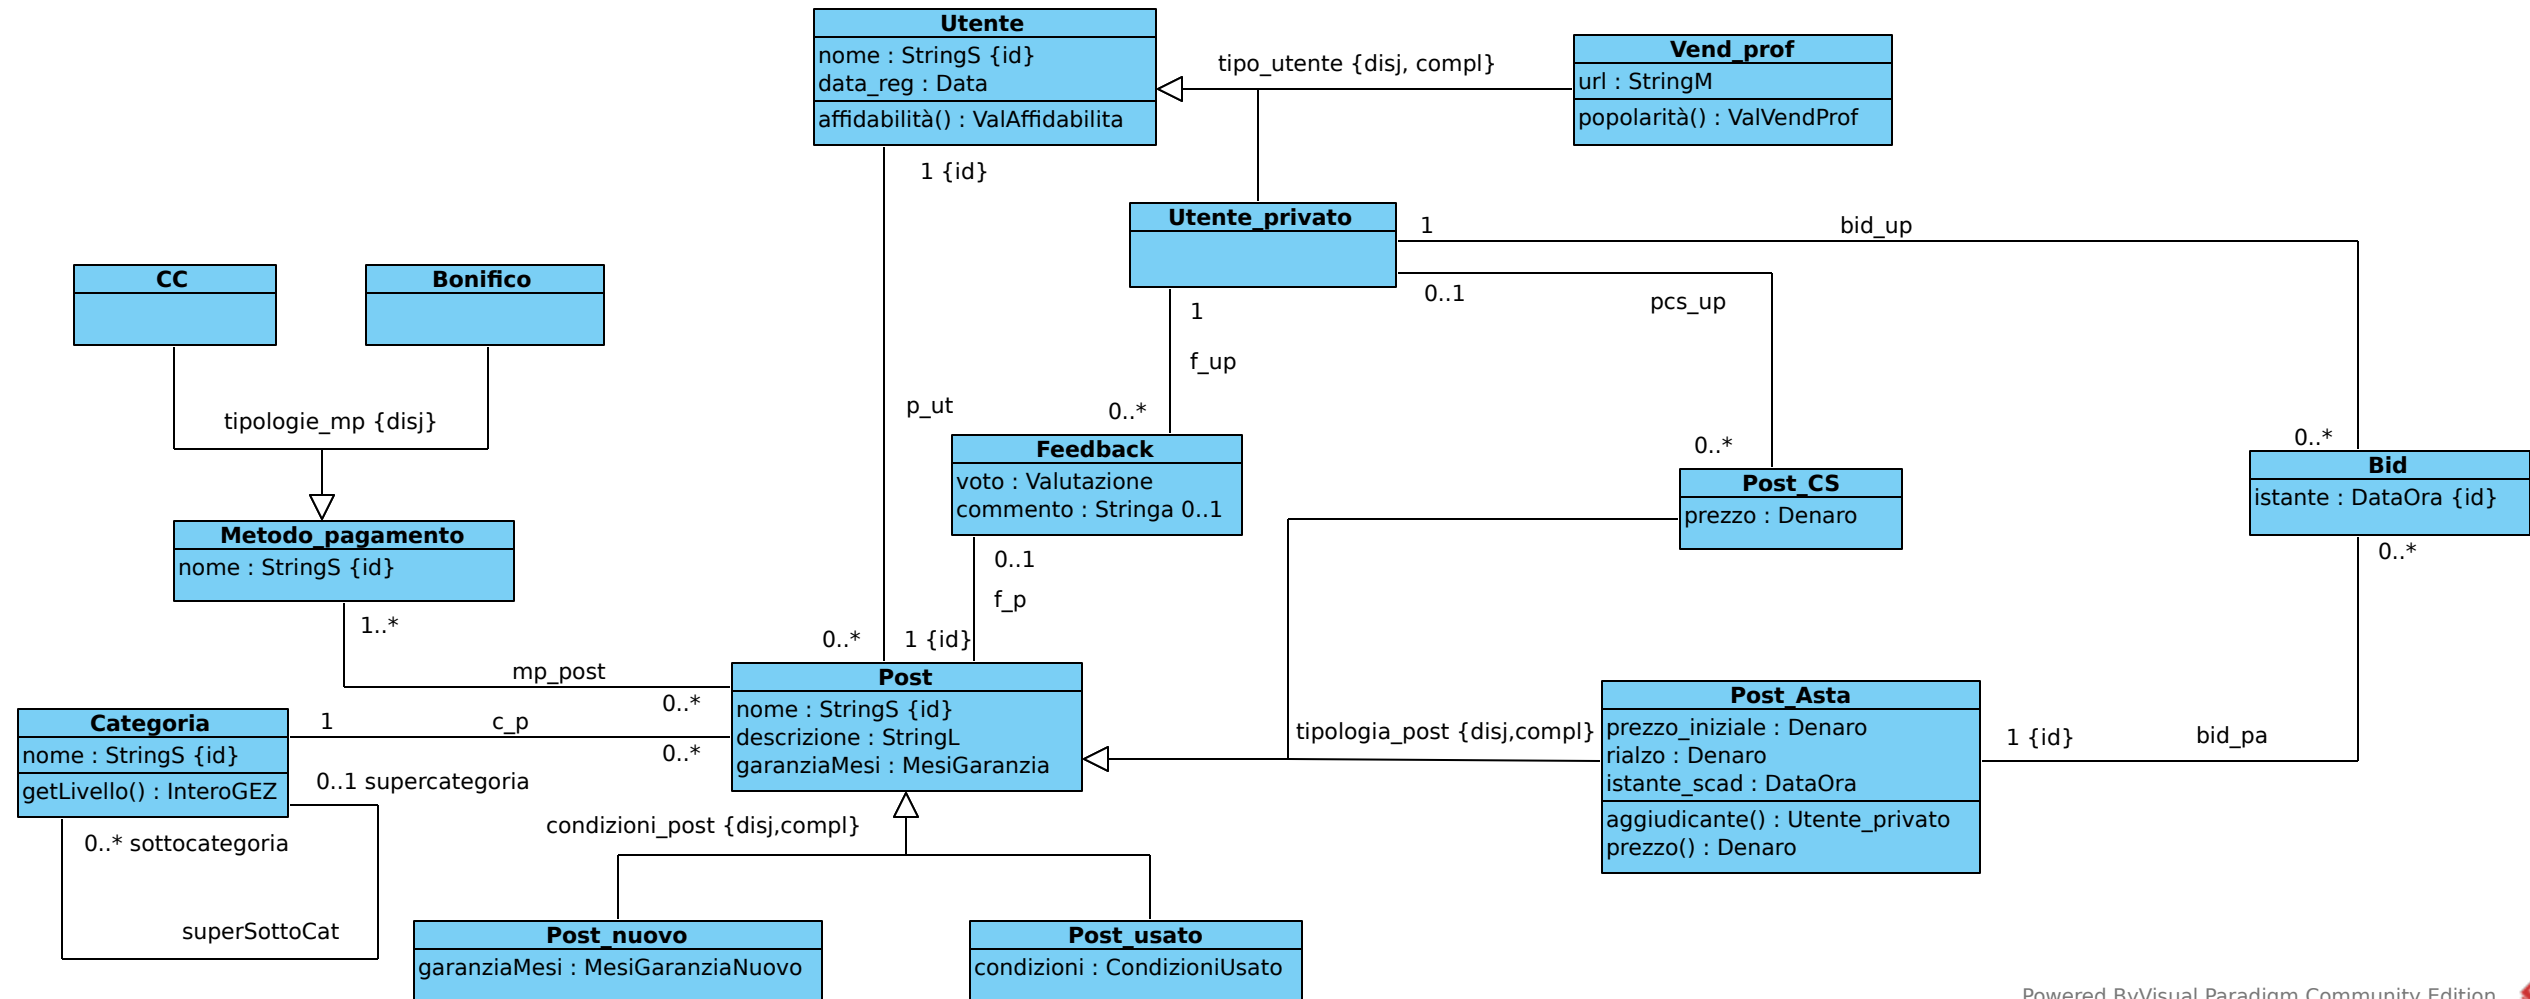 Utente
nome : StringS {id}
data_reg : Data
affidabilità() : ValAffidabilita
tipo_utente {disj, compl}
Vend_prof
url : StringM
popolarità() : ValVendProf
1 {id}
Utente_privato
1
bid_up
0..1
pcs_up
CC
Bonifico
1
f_up
tipologie_mp {disj}
p_ut
0..*
0..*
0..*
Feedback
voto : Valutazione
commento : Stringa 0..1
Post_CS
prezzo : Denaro
Bid
istante : DataOra {id}
Metodo_pagamento
nome : StringS {id}
0..1
f_p
0..*
1..*
0..*
1 {id}
mp_post
0..*
Post
nome : StringS {id}
descrizione : StringL
garanziaMesi : MesiGaranzia
Categoria
nome : StringS {id}
getLivello() : InteroGEZ
1
c_p
0..*
0..1 supercategoria
0..* sottocategoria
superSottoCat
tipologia_post {disj,compl}
Post_Asta
prezzo_iniziale : Denaro
rialzo : Denaro
istante_scad : DataOra
aggiudicante() : Utente_privato
prezzo() : Denaro
1 {id}
bid_pa
condizioni_post {disj,compl}
Post_nuovo
garanziaMesi : MesiGaranziaNuovo
Post_usato
condizioni : CondizioniUsato
Powered ByVisual Paradigm Community Edition